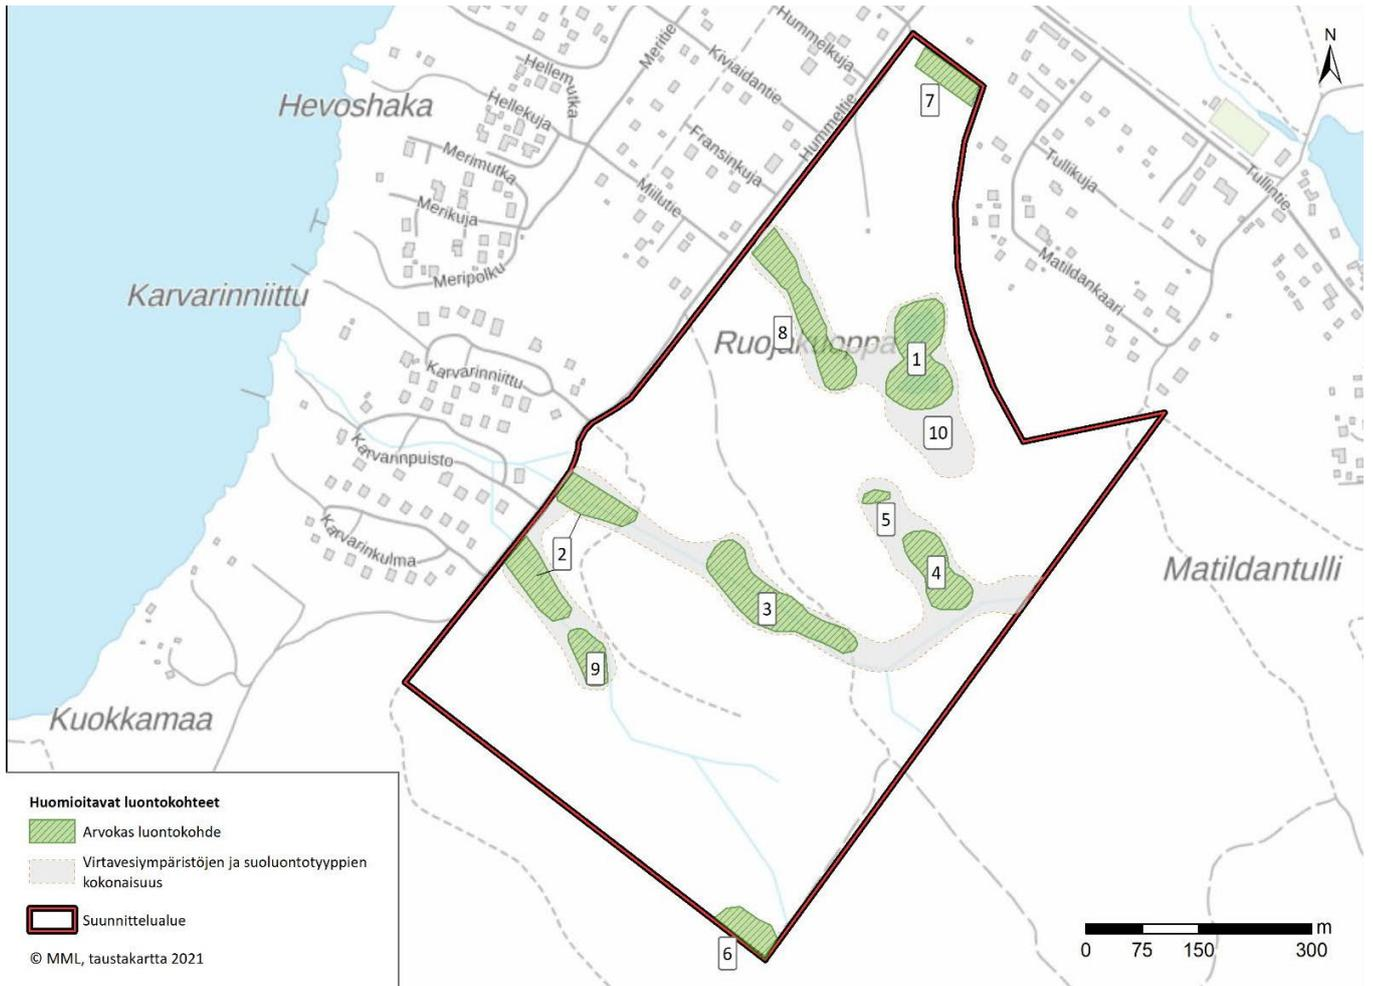 N
Hummelkuja
Kiviaidantie
Meritie
Hellemutka
Hellekuja
Hevoshaka
Merimutka
Fransinkuja
Hummeltie
7
Tullikuja
Tullintie
Merikuja
Miilutie
Meripolku
Matildankaari
Karvarinniittu
8
Ruojakuoppa
1
Karvarinniittu
10
Karvarinpuisto
5
Karvarinkulma
2
4
Matildantulli
3
9
Kuokkamaa
6
Huomioitavat luontokohteet
Arvokas luontokohde
Virtavesiympäristöjen ja suoluontotyyppien
kokonaisuus
Suunnittelualue
© MML, taustakartta 2021
m
0 75 150 300